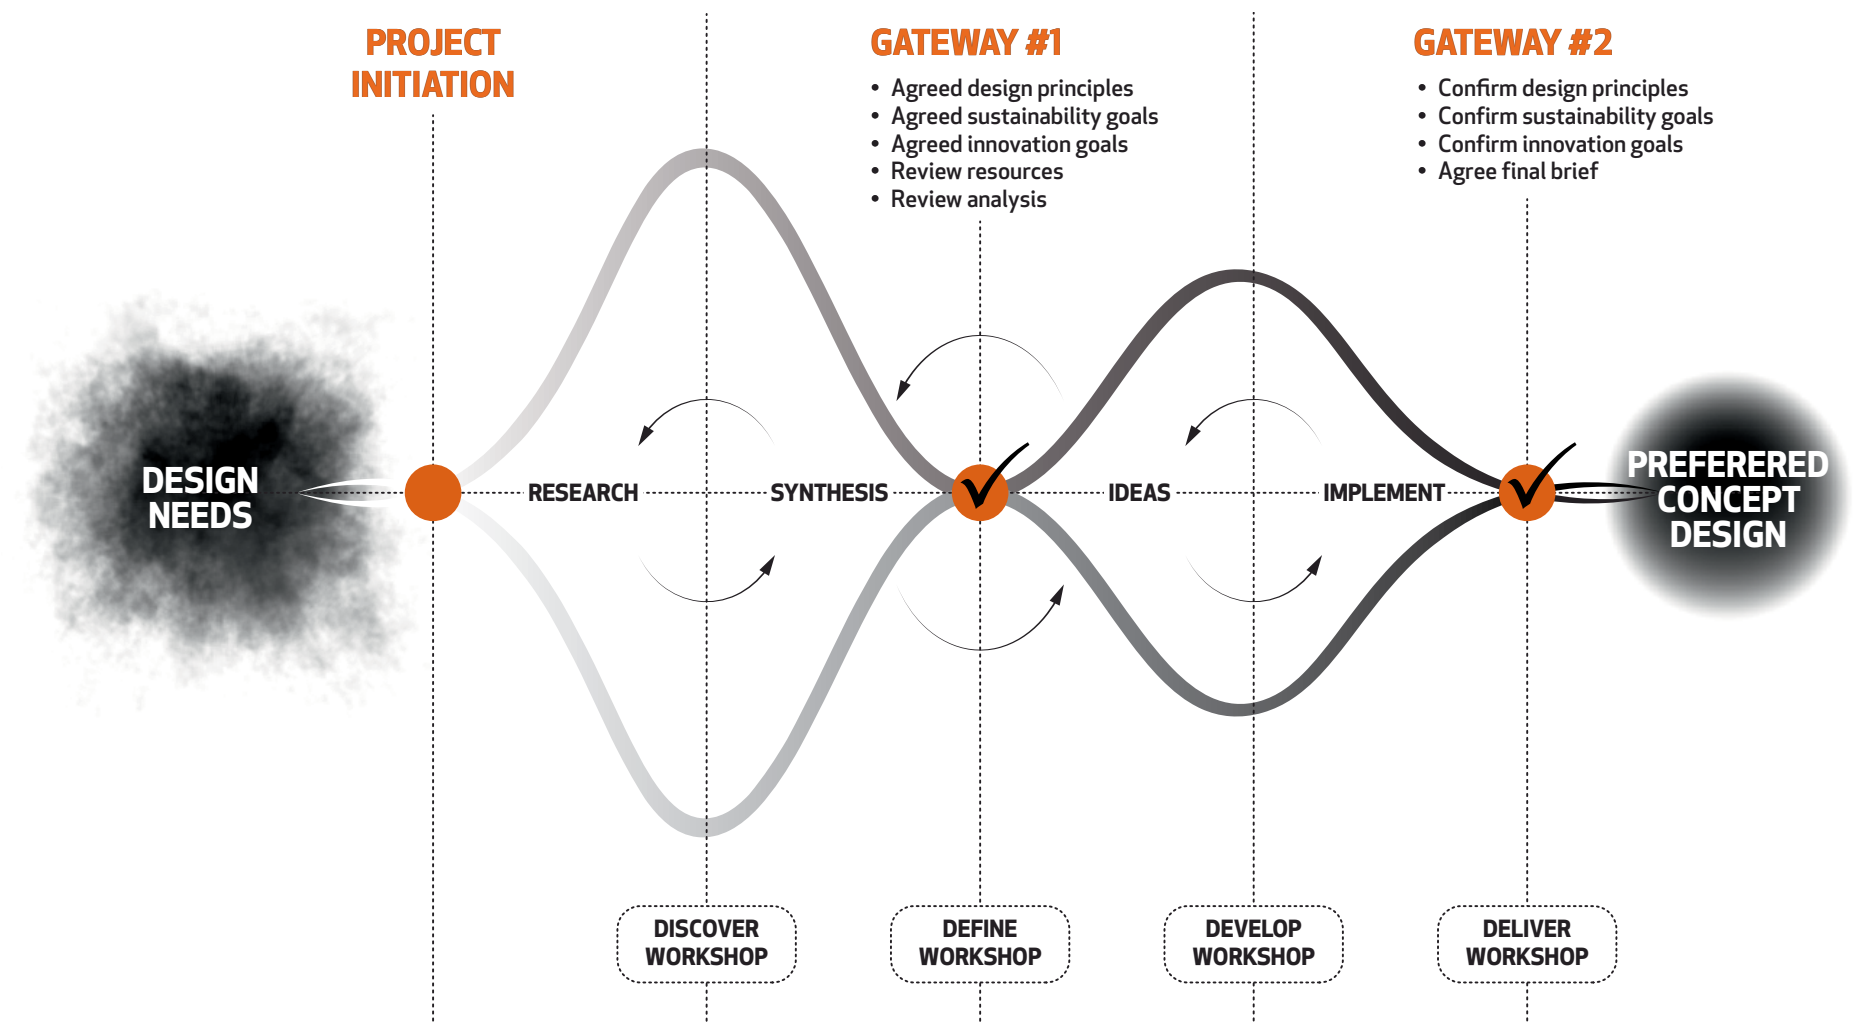 PROJECT
INITIATION
GATEWAY #1
• Agreed design principles
• Agreed sustainability goals
• Agreed innovation goals
• Review resources
• Review analysis
GATEWAY #2
• Confirm design principles
• Confirm sustainability goals
• Confirm innovation goals
• Agree final brief
DESIGN
NEEDS
RESEARCH
SYNTHESIS
IDEAS
IMPLEMENT
PREFERERED
CONCEPT
DESIGN
DISCOVER
WORKSHOP
DEFINE
WORKSHOP
DEVELOP
WORKSHOP
DELIVER
WORKSHOP